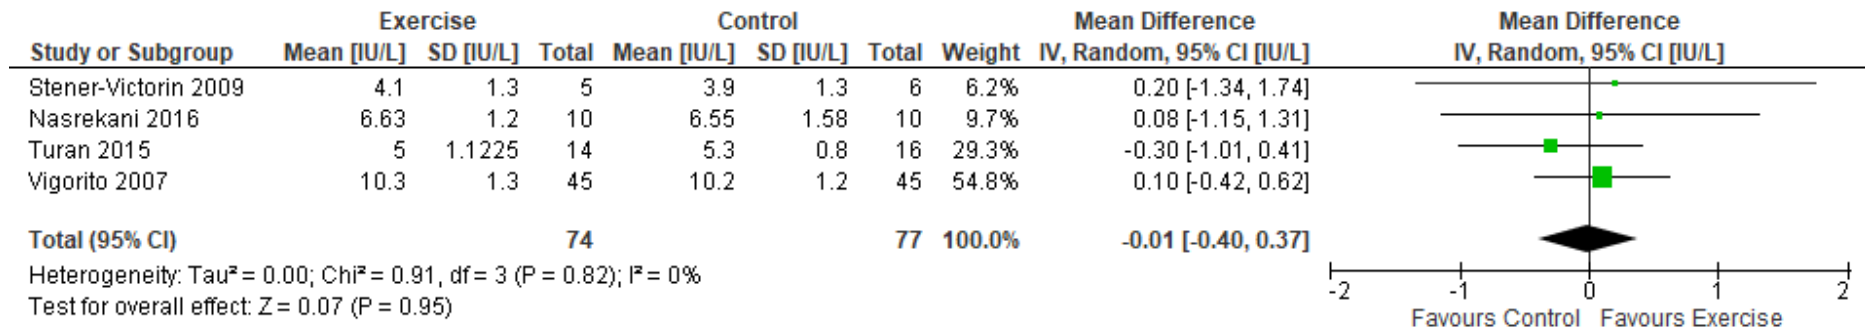 Exercise Control Mean Difference Mean Difference
Study or Subgroup Mean [IU/L] SD [IU/L] Total Mean [IU/L] SD [IU/L] Total Weight IV, Random, 95% CI [IU/L] IV, Random, 95% CI [IU/L]
Stener-Victorin 2009 4.1 1.3 5 3.9 1.3 6 6.2% 0.20 [-1.34, 1.74]
Nasrekani 2016 6.63 1.2 10 6.55 1.58 10 9.7% 0.08 [-1.15, 1.31]
Turan 2015 5 1.1225 14 5.3 0.8 16 29.3% -0.30 [-1.01, 0.41]
Vigorito 2007 10.3 1.3 45 10.2 1.2 45 54.8% 0.10 [-0.42, 0.62]
Total (95% CI) 74 77 100.0% -0.01 [-0.40, 0.37]
Heterogeneity: Tau² = 0.00; Chi² = 0.91, df = 3 (P = 0.82); I² = 0%
Test for overall effect: Z = 0.07 (P = 0.95)
-2 -1 0 1 2
Favours Control Favours Exercise